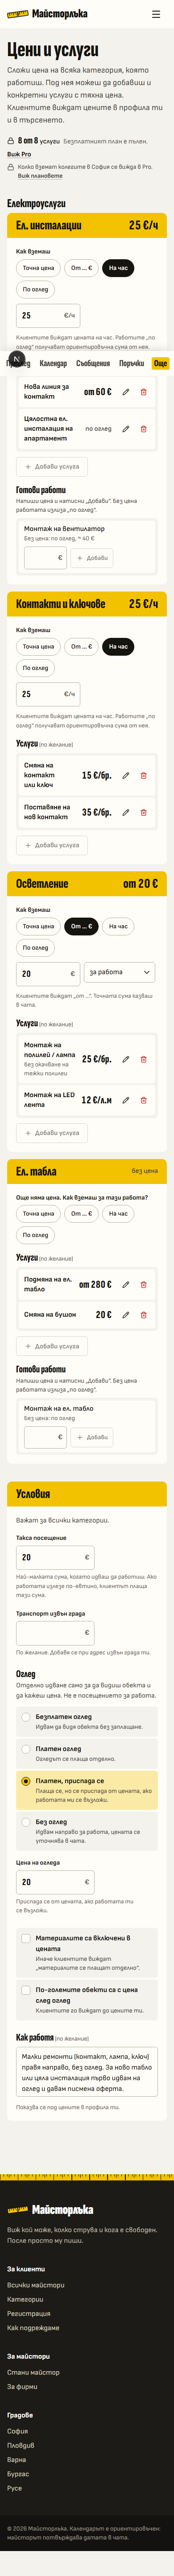 Майсторлъка
Цени и услуги
Сложи цена на всяка категория, която
работиш. Под нея можеш да добавиш и
конкретни услуги с тяхна цена.
Клиентите виждат цените в профила ти
и в търсенето.
8 от 8 услуги Безплатният план е пълен.
Виж Pro
Колко вземат колегите в София се вижда в Pro.
Виж плановете
Електроуслуги
Ел. инсталации 25 €/ч
Как вземаш
Точна цена От ... € На час
По оглед
25 €/ч
Клиентите виждат цената на час. Работите „по
оглед“ получават ориентировъчна сума от нея.
N
Календар Съобщения Поръчки Още
Нова линия за
контакт
от 60 €
Цялостна ел.
инсталация на
апартамент
по оглед
Добави услуга
Готови работи
Напиши цена и натисни „Добави“. без цена
работата излиза „по оглед“.
Монтаж на Вентилатор
Без цена: по оглед, ≈ 40 €
€ Добави
Контакти и ключове 25 €/ч
Как вземаш
Точна цена От ... € На час
По оглед
25 €/ч
Клиентите виждат цената на час. Работите „по
оглед“ получават ориентировъчна сума от нея.
Услуги (по желание)
Смяна на
контакт
или ключ
15 €/бр.
Поставяне на
нов контакт
35 €/бр.
Добави услуга
Осветление от 20 €
Как вземаш
Точна цена От ... € На час
По оглед
20 € за работа
Клиентите виждат „от ...“. Точната сума казваш
в чата.
Услуги (по желание)
Монтаж на
полилей / лампа
без окачване на
тежки полилеи
25 €/бр.
Монтаж на LED
лента
12 €/л.м
Добави услуга
Ел. табла без цена
Още няма цена. Как вземаш за тази работа?
Точна цена От ... € На час
По оглед
Услуги (по желание)
Подмяна на ел.
табло
от 280 €
Смяна на бушон 20 €
Добави услуга
Готови работи
Напиши цена и натисни „Добави“. без цена
работата излиза „по оглед“.
Монтаж на ел. табло
Без цена: по оглед
€ Добави
Условия
Важат за всички категории.
Такса посещение
20 €
Най-малката сума, когато идваш да работиш. Ако
работата излезе по-евтино, клиентът плаща
тази сума.
Транспорт извън града
€
По желание. Добавя се при адрес извън града ти.
Оглед
Отделно идване само за да видиш обекта и
да кажеш цена. Не е посещението за работа.
Безплатен оглед
Идвам да видя обекта без заплащане.
Платен оглед
Огледът се плаща отделно.
Платен, приспада се
Плаща се, но се приспада от цената, ако
работата ми се възложи.
Без оглед
Идвам направо за работа, цената се
уточнява в чата.
Цена на огледа
20 €
Приспада се от цената, ако работата ти
се възложи.
Материалите са включени в
цената
Иначе клиентите виждат
„материалите се плащат отделно“.
По-големите обекти са с цена
след оглед
Клиентите го виждат до цените ти.
Как работя (по желание)
Малки ремонти (контакт, лампа, ключ)
правя направо, без оглед. За ново табло
или цяла инсталация първо идвам на
оглед и давам писмена оферта.
Показва се под цените в профила ти.
Майсторлъка
Виж кой може, колко струва и кога е свободен.
После просто му пиши.
За клиенти
Всички майстори
Категории
Регистрация
Как подреждаме
За майстори
Стани майстор
За фирми
Градове
София
Пловдив
Варна
Бургас
Русе
© 2026 Майсторлъка. Календарът е ориентировъчен:
майсторът потвърждава датата в чата.